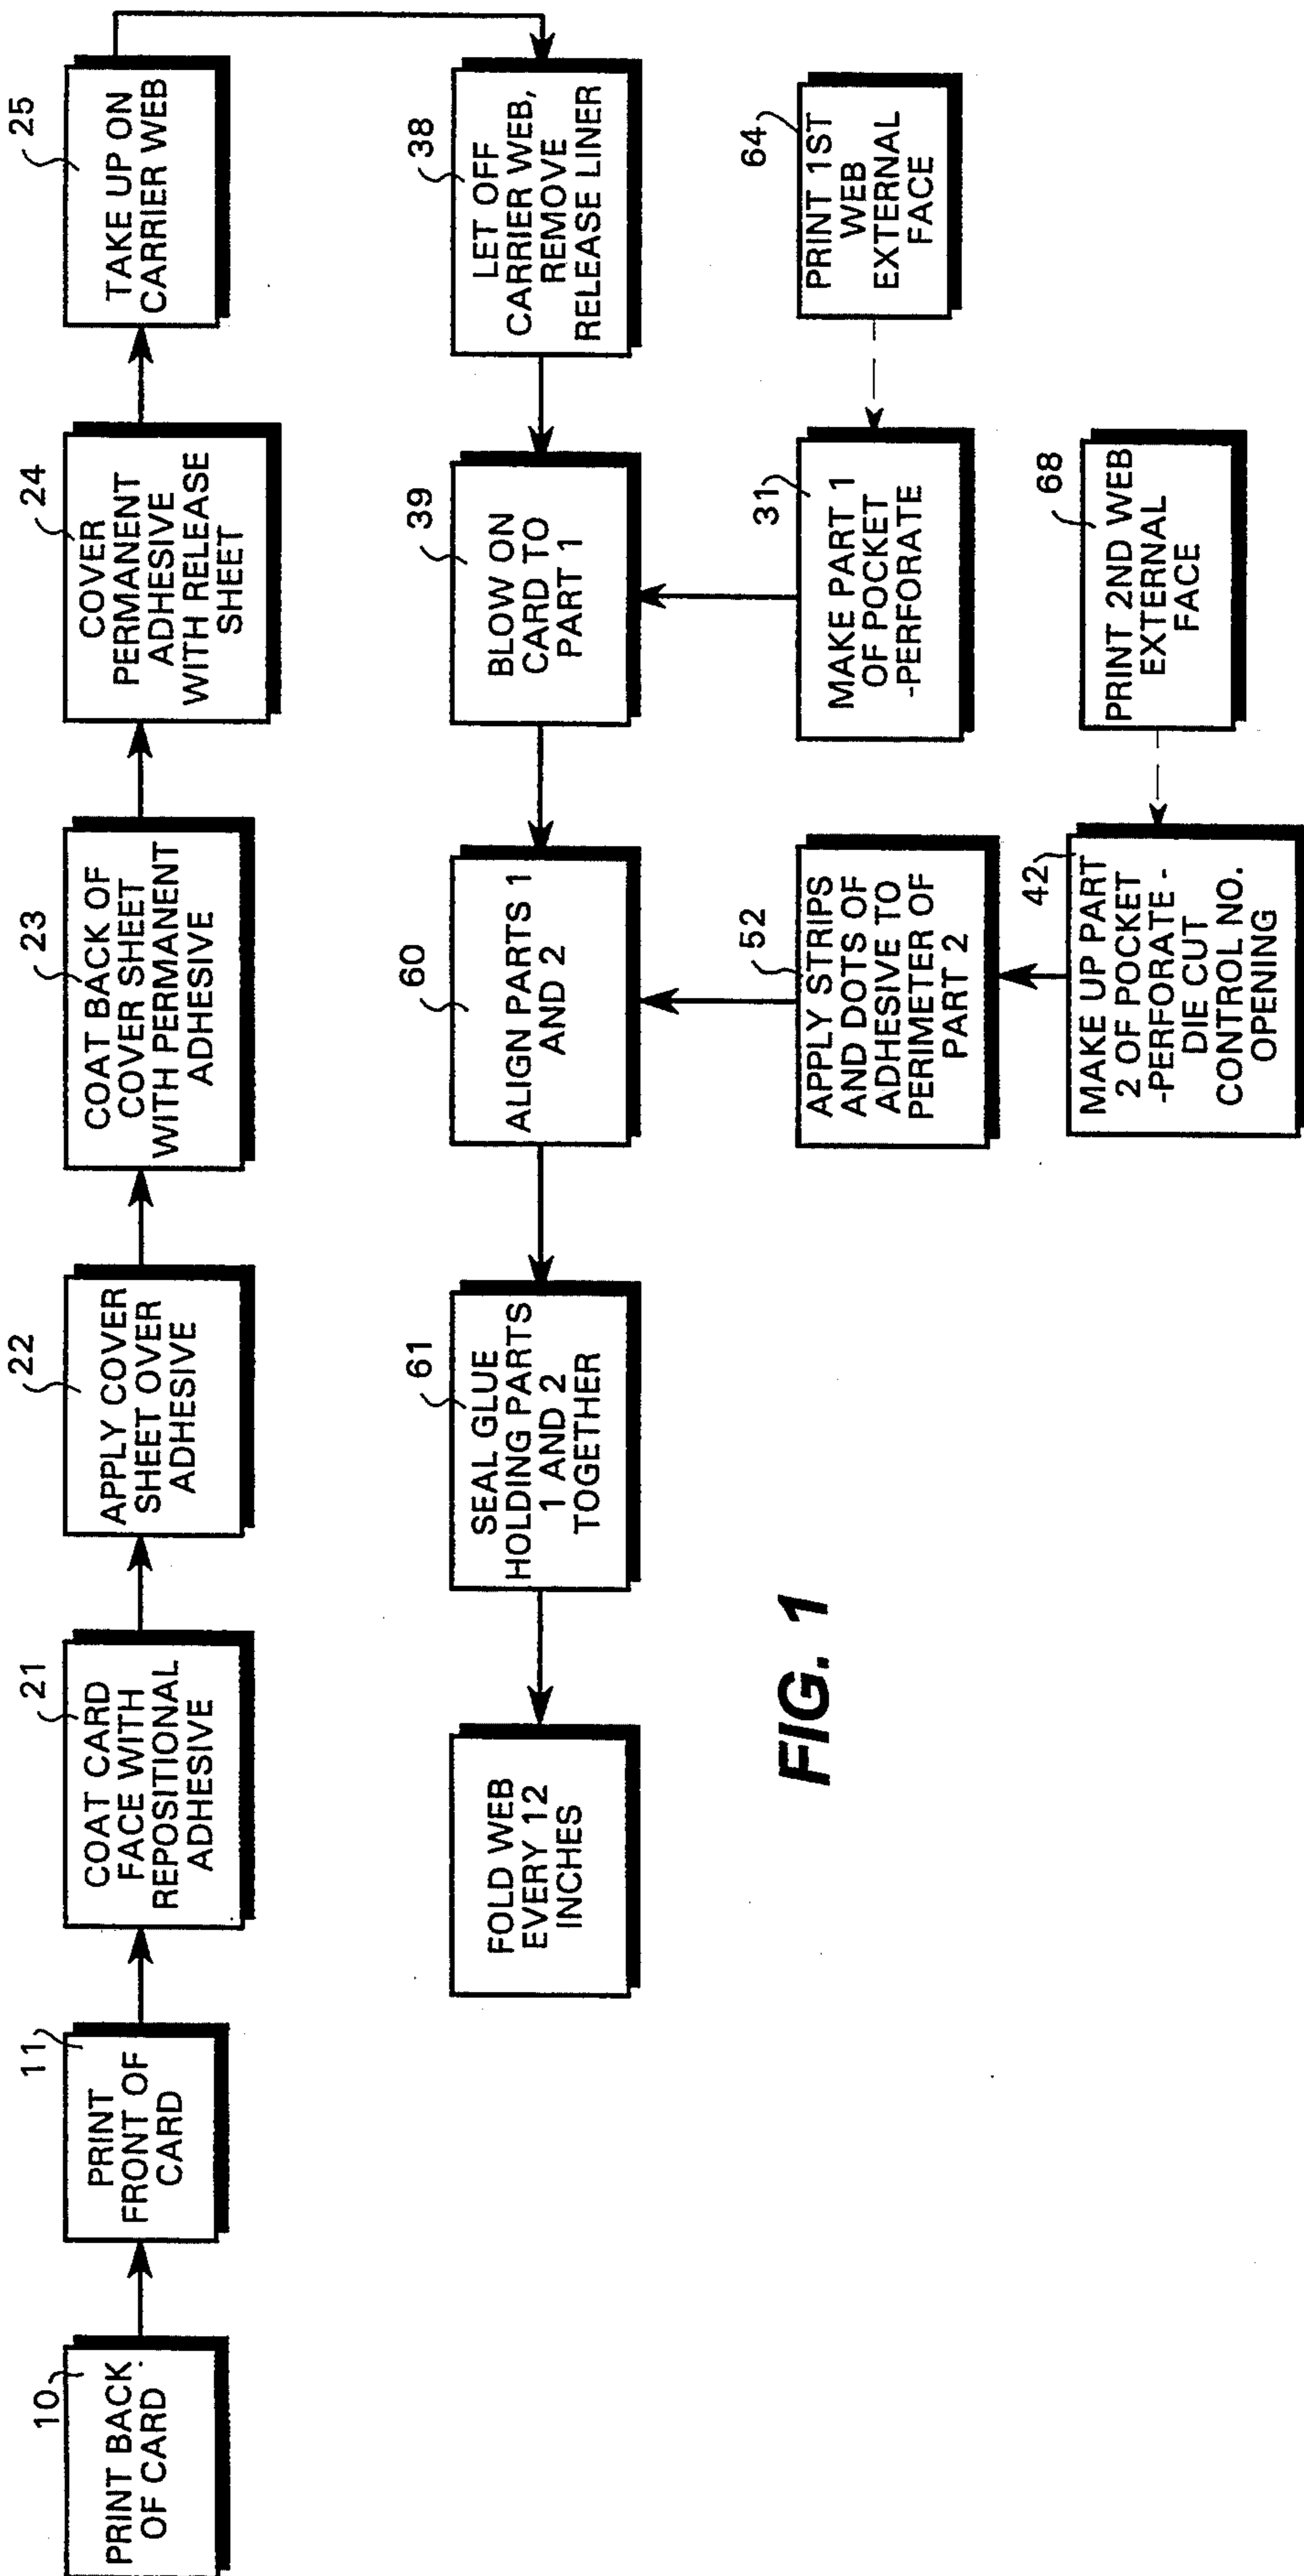 10
PRINT BACK
OF CARD
11
PRINT
FRONT OF
CARD
21
COAT CARD
FACE WITH
REPOSITIONAL
ADHESIVE
22
APPLY COVER
SHEET OVER
ADHESIVE
23
COAT BACK OF
COVER SHEET
WITH PERMANENT
ADHESIVE
24
COVER
PERMANENT
ADHESIVE
WITH RELEASE
SHEET
25
TAKE UP ON
CARRIER WEB
38
LET OFF
CARRIER WEB,
REMOVE
RELEASE LINER
39
BLOW ON
CARD TO
PART 1
60
ALIGN PARTS 1
AND 2
61
SEAL GLUE
HOLDING PARTS
1 AND 2
TOGETHER
FOLD WEB
EVERY 12
INCHES
64
PRINT 1ST
WEB
EXTERNAL
FACE
31
MAKE PART 1
OF POCKET
-PERFORATE
52
APPLY STRIPS
AND DOTS OF
ADHESIVE TO
PERIMETER OF
PART 2
68
PRINT 2ND WEB
EXTERNAL
FACE
42
MAKE UP PART
2 OF POCKET
-PERFORATE -
DIE CUT
CONTROL NO.
OPENING
FIG. 1